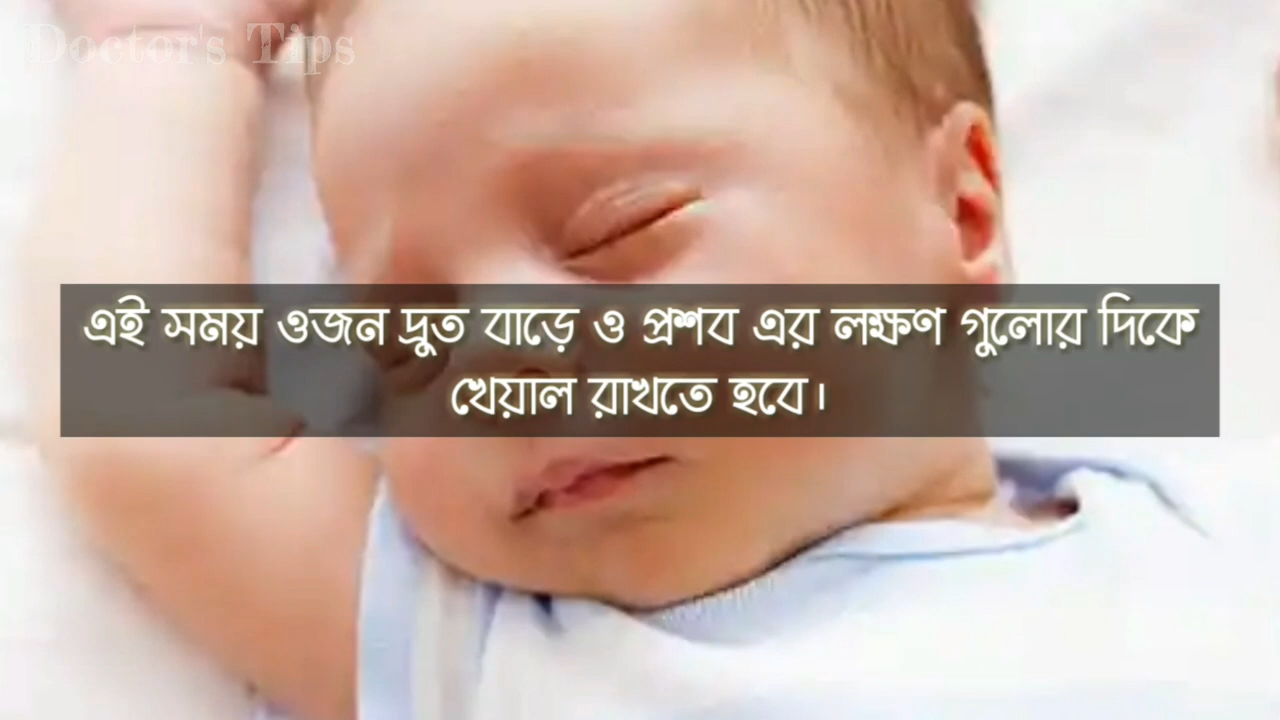 Doctor's Tips
এই সময় ওজন দ্রুত বাড়ে ও প্রশব এর লক্ষণ গুলোর দিকে
খেয়াল রাখতে হবে।